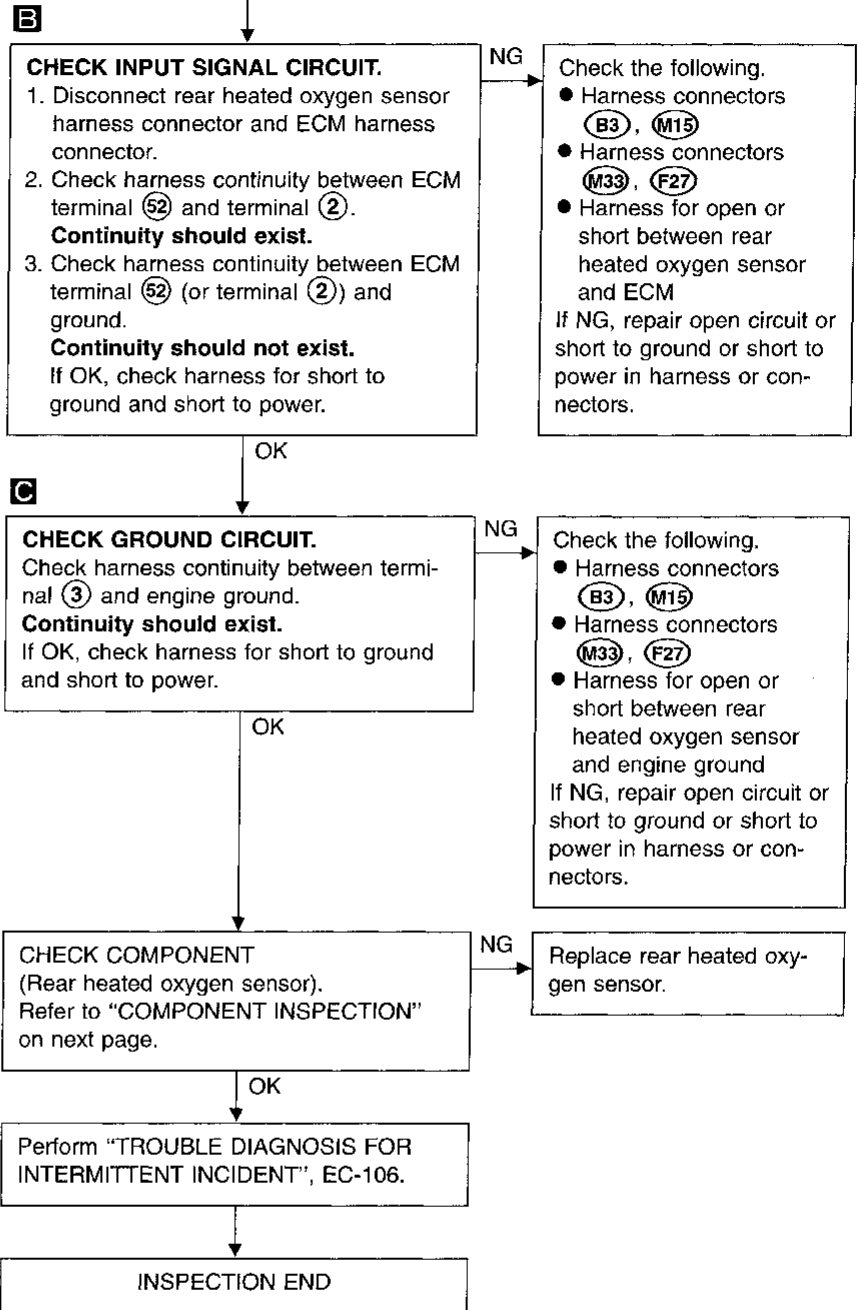 B
CHECK INPUT SIGNAL CIRCUIT.
1. Disconnect rear heated oxygen sensor
harness connector and ECM harness
connector.
2. Check harness continuity between ECM
terminal 52 and terminal 2.
Continuity should exist.
3. Check harness continuity between ECM
terminal 52 (or terminal 2) and
ground.
Continuity should not exist.
If OK, check harness for short to
ground and short to power.
NG
Check the following.
● Harness connectors
B3, M15
● Harness connectors
M33, F27
● Harness for open or
short between rear
heated oxygen sensor
and ECM
If NG, repair open circuit or
short to ground or short to
power in harness or con-
nectors.
OK
C
CHECK GROUND CIRCUIT.
Check harness continuity between termi-
nal 3 and engine ground.
Continuity should exist.
If OK, check harness for short to ground
and short to power.
NG
Check the following.
● Harness connectors
B3, M15
● Harness connectors
M33, F27
● Harness for open or
short between rear
heated oxygen sensor
and engine ground
If NG, repair open circuit or
short to ground or short to
power in harness or con-
nectors.
OK
CHECK COMPONENT
(Rear heated oxygen sensor).
Refer to “COMPONENT INSPECTION”
on next page.
NG
Replace rear heated oxy-
gen sensor.
OK
Perform “TROUBLE DIAGNOSIS FOR
INTERMITTENT INCIDENT”, EC-106.
INSPECTION END